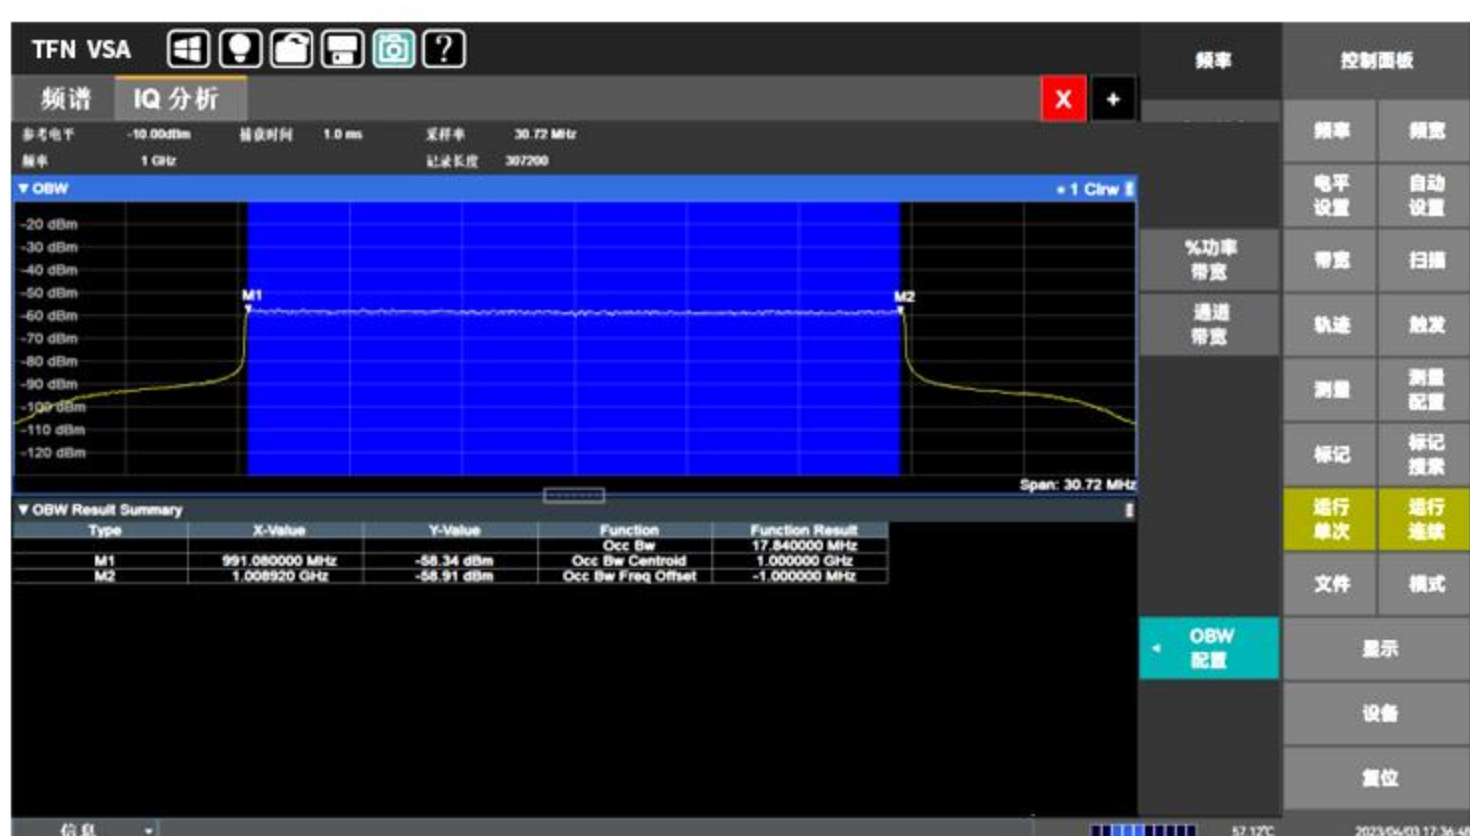 TFN VSA ?
频率
控制面板
频谱 IQ 分析 X +
参考电平 -10.00dBm 捕获时间 1.0 ms 采样率 30.72 MHz
频率 1 GHz 记录长度 307200
OBW 1 Clrw
-20 dBm
-30 dBm
-40 dBm
-50 dBm
-60 dBm
-70 dBm
-80 dBm
-90 dBm
-100 dBm
-110 dBm
-120 dBm
M1 M2
Span: 30.72 MHz
OBW Result Summary
Type X-Value Y-Value Function Function Result
Occ Bw 17.840000 MHz
M1 991.080000 MHz -58.34 dBm Occ Bw Centroid 1.000000 GHz
M2 1.008920 GHz -58.91 dBm Occ Bw Freq Offset -1.000000 MHz
%功率
带宽
通道
带宽
OBW
配置
频率 频宽
电平
设置
自动
设置
带宽 扫描
轨迹 触发
测量
测量
配置
标记
标记
搜索
运行
单次
运行
连续
文件 模式
显示
设备
复位
信息 57.12℃ 2023/04/03 17:36